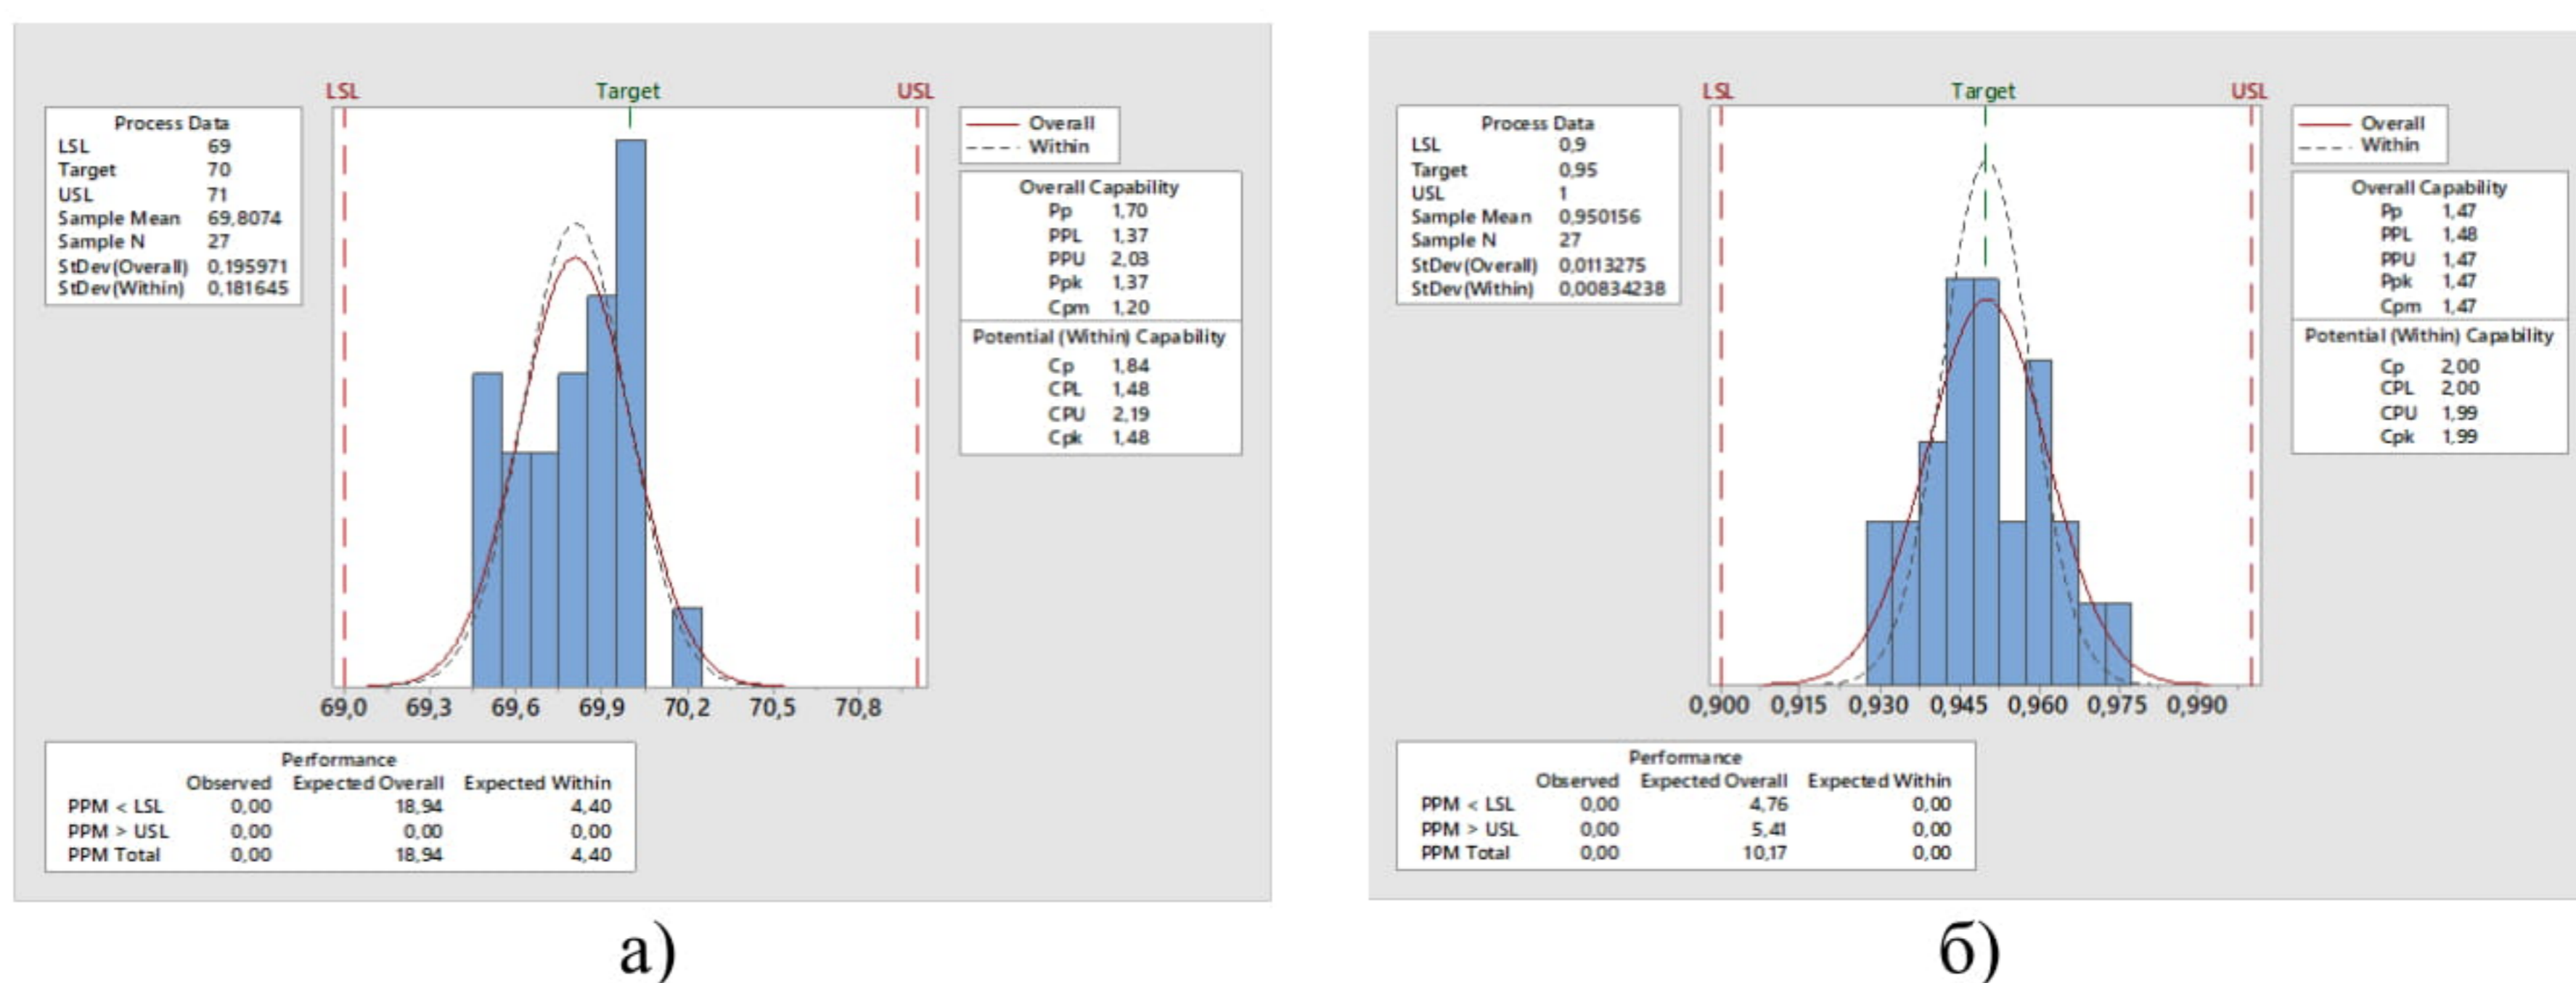 LSL Target USL
Process Data
LSL 69
Target 70
USL 71
Sample Mean 69,8074
Sample N 27
StDev(Overall) 0,195971
StDev(Within) 0,181645
Overall
Within
Overall Capability
Pp 1,70
PPL 1,37
PPU 2,03
Ppk 1,37
Cpm 1,20
Potential (Within) Capability
Cp 1,84
CPL 1,48
CPU 2,19
Cpk 1,48
69,0 69,3 69,6 69,9 70,2 70,5 70,8
Performance
Observed Expected Overall Expected Within
PPM < LSL 0,00 18,94 4,40
PPM > USL 0,00 0,00 0,00
PPM Total 0,00 18,94 4,40
а)
LSL Target USL
Process Data
LSL 0,9
Target 0,95
USL 1
Sample Mean 0,950156
Sample N 27
StDev(Overall) 0,0113275
StDev(Within) 0,00834238
Overall
Within
Overall Capability
Pp 1,47
PPL 1,48
PPU 1,47
Ppk 1,47
Cpm 1,47
Potential (Within) Capability
Cp 2,00
CPL 2,00
CPU 1,99
Cpk 1,99
0,900 0,915 0,930 0,945 0,960 0,975 0,990
Performance
Observed Expected Overall Expected Within
PPM < LSL 0,00 4,76 0,00
PPM > USL 0,00 5,41 0,00
PPM Total 0,00 10,17 0,00
б)